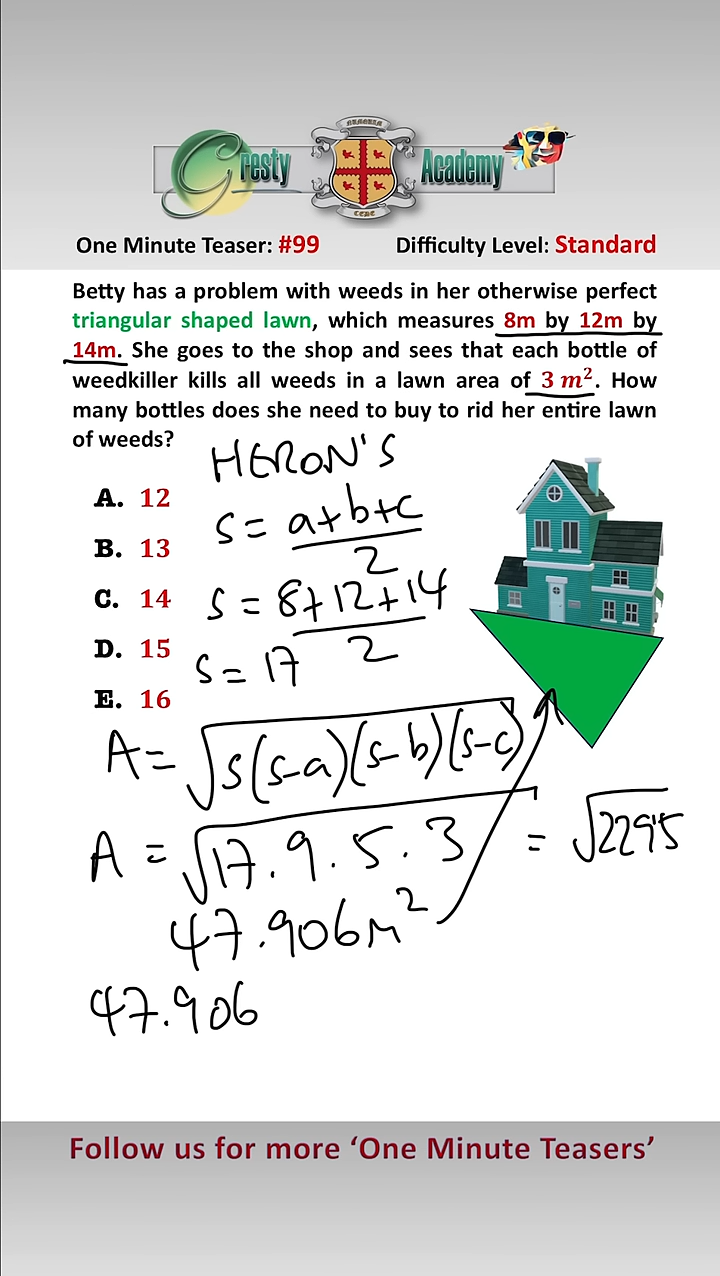 Gresty Academy
AUDAURIA
CEDE
One Minute Teaser: #99 Difficulty Level: Standard
Betty has a problem with weeds in her otherwise perfect
triangular shaped lawn, which measures 8m by 12m by
14m. She goes to the shop and sees that each bottle of
weedkiller kills all weeds in a lawn area of 3 m². How
many bottles does she need to buy to rid her entire lawn
of weeds?
HERON'S
A. 12
s = a+b+c / 2
B. 13
C. 14
s = 8+12+14 / 2
D. 15
s = 17
E. 16
A = √s(s-a)(s-b)(s-c)
A = √17.9.5.3 = √2295
47.906m²
47.906
Follow us for more ‘One Minute Teasers’